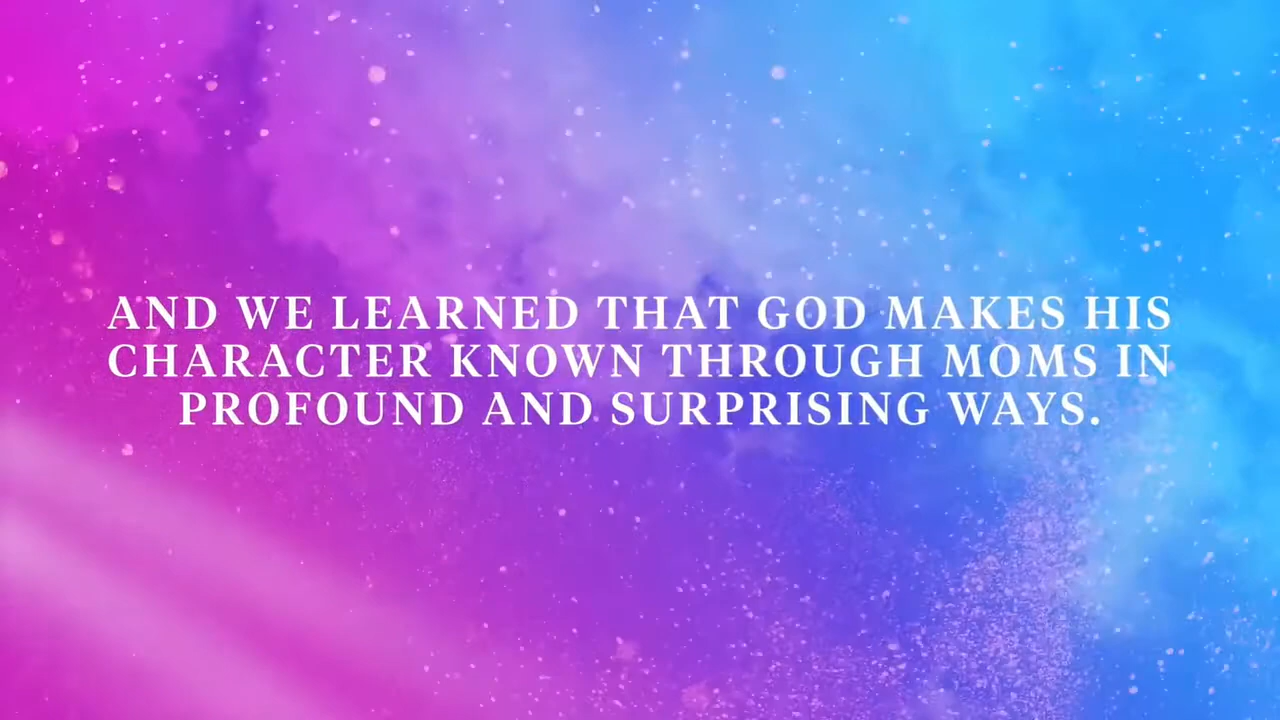 AND WE LEARNED THAT GOD MAKES HIS
CHARACTER KNOWN THROUGH MOMS IN
PROFOUND AND SURPRISING WAYS.